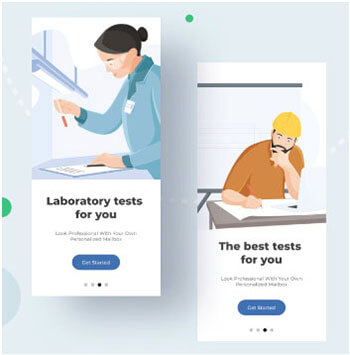 Laboratory tests
for you
Look Professional With Your Own
Personalized Mailbox.
Get Started
The best tests
for you
Look Professional With Your Own
Personalized Mailbox.
Get Started